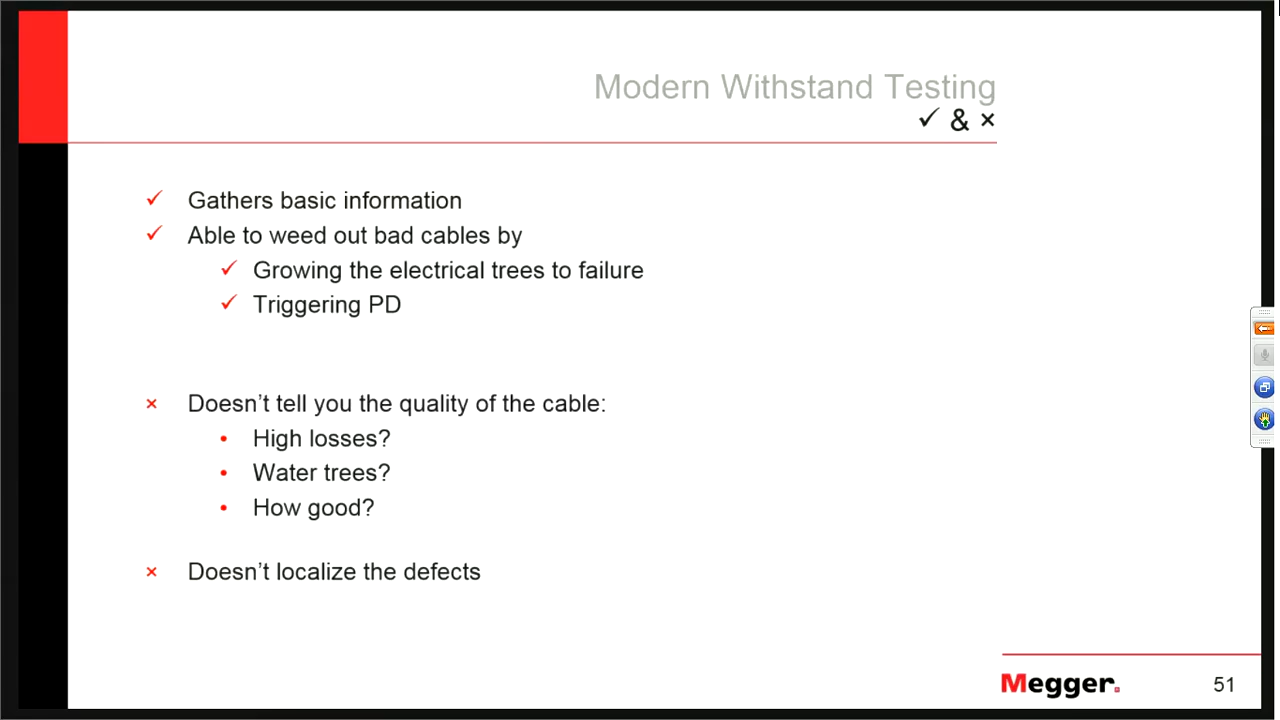 Modern Withstand Testing
✓ & ×
✓ Gathers basic information
✓ Able to weed out bad cables by
✓ Growing the electrical trees to failure
✓ Triggering PD
× Doesn’t tell you the quality of the cable:
• High losses?
• Water trees?
• How good?
× Doesn’t localize the defects
Megger.
51